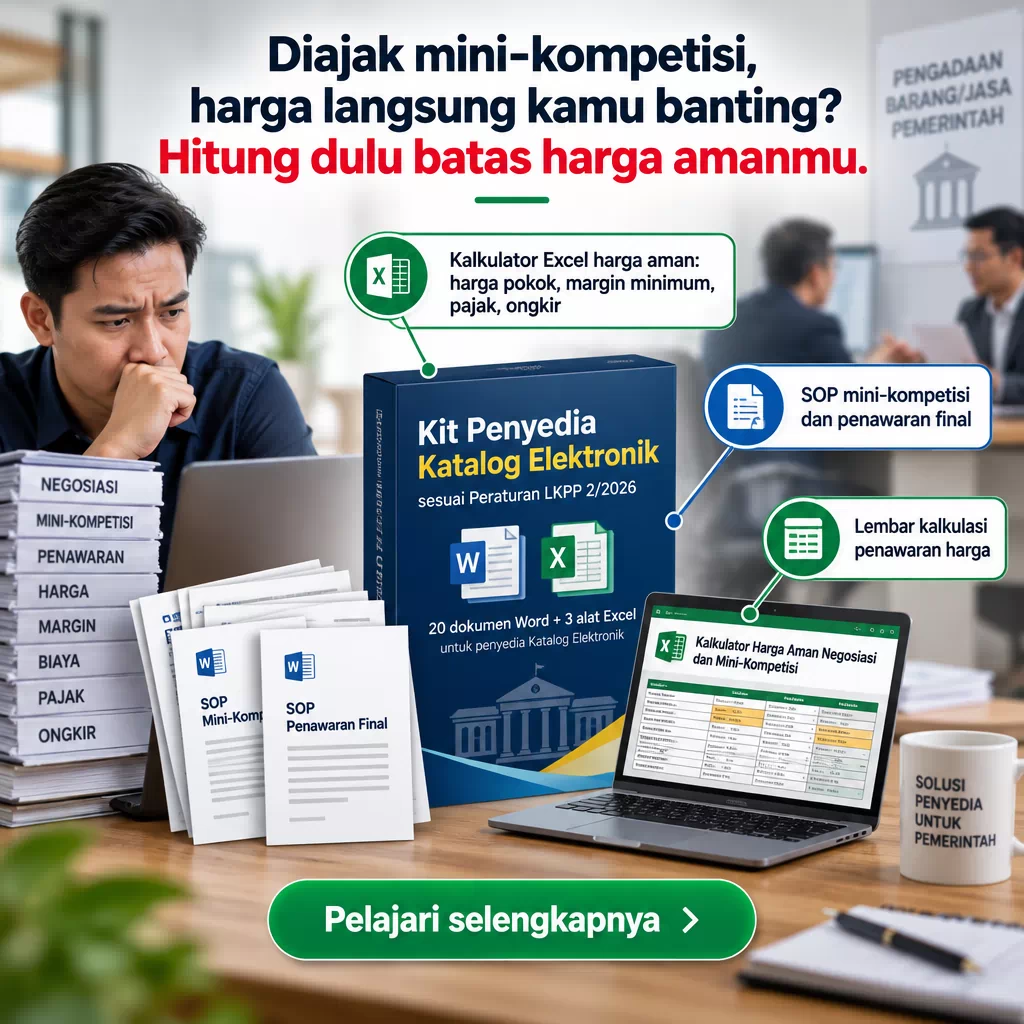 Diajak mini-kompetisi,
harga langsung kamu banting?
Hitung dulu batas harga amanmu.
PENGADAAN
BARANG/JASA
PEMERINTAH
Kalkulator Excel harga aman:
harga pokok, margin minimum,
pajak, ongkir
SOP mini-kompetisi
dan penawaran final
Lembar kalkulasi
penawaran harga
NEGOSIASI
MINI-KOMPETISI
PENAWARAN
HARGA
MARGIN
BIAYA
PAJAK
ONGKIR
Kit Penyedia
Katalog Elektronik
sesuai Peraturan LKPP 2/2026
W
X
20 dokumen Word + 3 alat Excel
untuk penyedia Katalog Elektronik
W
SOP
Mini-Komp
W
SOP
Penawaran Final
X
Kalkulator Harga Aman Negosiasi
dan Mini-Kompetisi
SOLUSI
PENYEDIA
UNTUK
PEMERINTAH
Pelajari selengkapnya